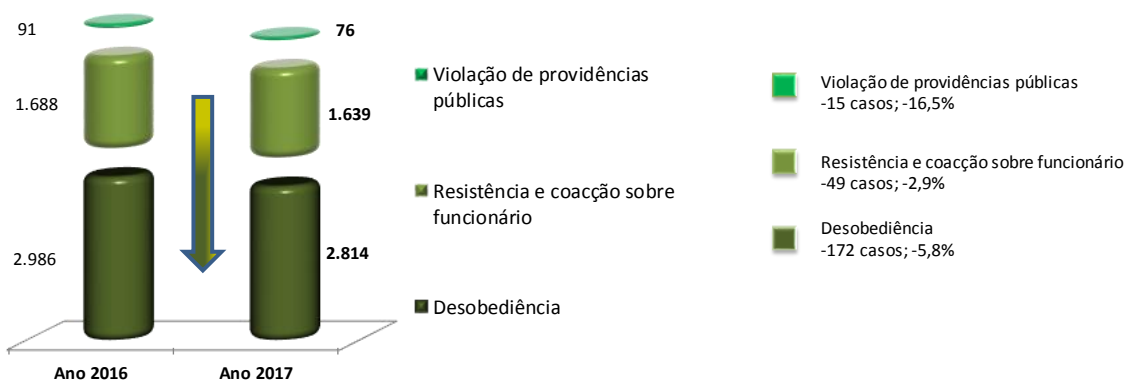 91
76
1.688
1.639
2.986
2.814
Ano 2016
Ano 2017
Violação de providências
públicas
Resistência e coacção sobre
funcionário
Desobediência
Violação de providências públicas
-15 casos; -16,5%
Resistência e coacção sobre funcionário
-49 casos; -2,9%
Desobediência
-172 casos; -5,8%